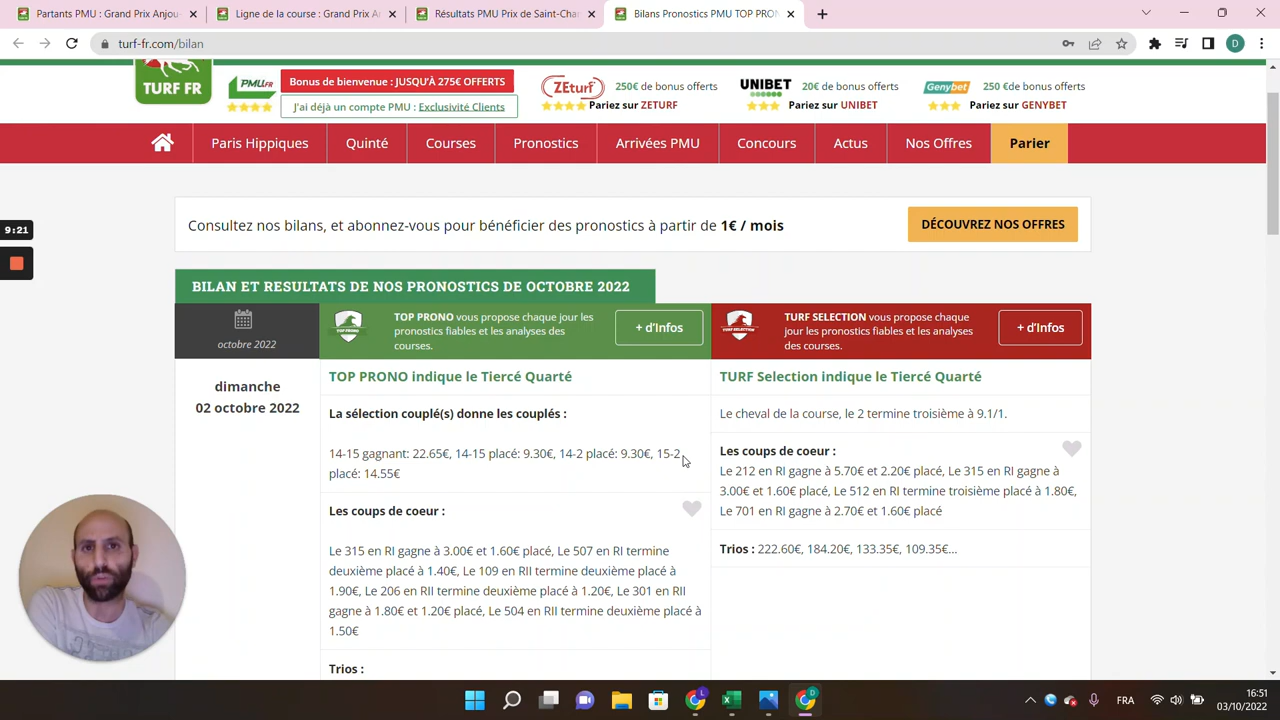 Partants PMU : Grand Prix Anjou
Ligne de la course : Grand Prix A
Résultats PMU Prix de Saint-Cha
Bilans Pronostics PMU TOP PRO
turf-fr.com/bilan
D
TURF FR
PMU.FR
Bonus de bienvenue : JUSQU'À 275€ OFFERTS
J'ai déjà un compte PMU : Exclusivité Clients
ZEturf
250€ de bonus offerts
Pariez sur ZETURF
UNIBET
20€ de bonus offerts
Pariez sur UNIBET
Genybet
250 €de bonus offerts
Pariez sur GENYBET
Paris Hippiques
Quinté
Courses
Pronostics
Arrivées PMU
Concours
Actus
Nos Offres
Parier
9:21
Consultez nos bilans, et abonnez-vous pour bénéficier des pronostics à partir de 1€ / mois
DÉCOUVREZ NOS OFFRES
BILAN ET RESULTATS DE NOS PRONOSTICS DE OCTOBRE 2022
octobre 2022
TOP PRONO
TOP PRONO vous propose chaque jour les
pronostics fiables et les analyses des
courses.
+ d'Infos
TURF SELECTION
TURF SELECTION vous propose chaque
jour les pronostics fiables et les analyses
des courses.
+ d'Infos
dimanche
02 octobre 2022
TOP PRONO indique le Tiercé Quarté
La sélection couplé(s) donne les couplés :
14-15 gagnant: 22.65€, 14-15 placé: 9.30€, 14-2 placé: 9.30€, 15-2
placé: 14.55€
Les coups de coeur :
Le 315 en RI gagne à 3.00€ et 1.60€ placé, Le 507 en RI termine
deuxième placé à 1.40€, Le 109 en RII termine deuxième placé à
1.90€, Le 206 en RII termine deuxième placé à 1.20€, Le 301 en RII
gagne à 1.80€ et 1.20€ placé, Le 504 en RII termine deuxième placé à
1.50€
Trios :
TURF Selection indique le Tiercé Quarté
Le cheval de la course, le 2 termine troisième à 9.1/1.
Les coups de coeur :
Le 212 en RI gagne à 5.70€ et 2.20€ placé, Le 315 en RI gagne à
3.00€ et 1.60€ placé, Le 512 en RI termine troisième placé à 1.80€,
Le 701 en RI gagne à 2.70€ et 1.60€ placé
Trios : 222.60€, 184.20€, 133.35€, 109.35€...
L
D
FRA
16:51
03/10/2022